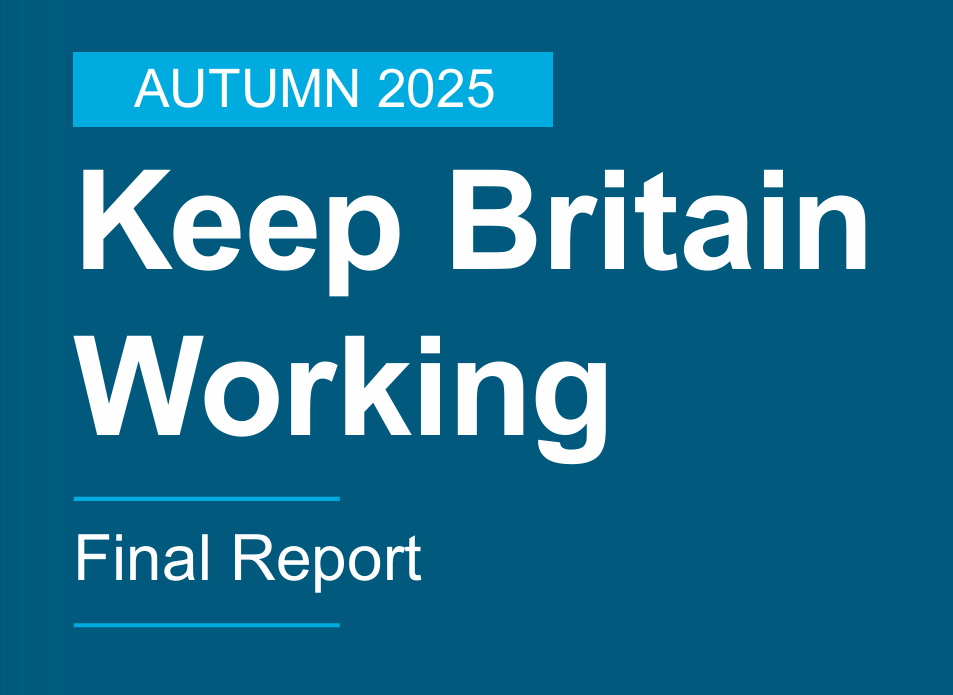 AUTUMN 2025
Keep Britain
Working
Final Report